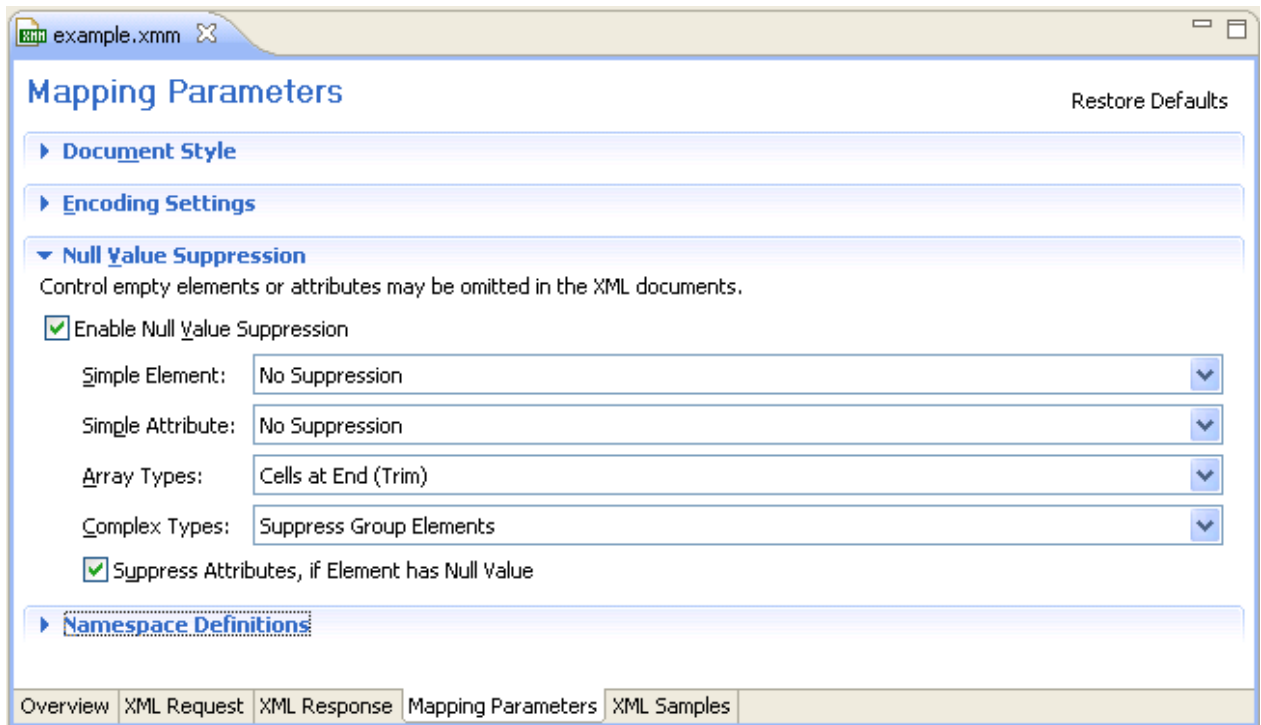 example.xmm
Mapping Parameters
Restore Defaults
Document Style
Encoding Settings
Null Value Suppression
Control empty elements or attributes may be omitted in the XML documents.
Enable Null Value Suppression
Simple Element: No Suppression
Simple Attribute: No Suppression
Array Types: Cells at End (Trim)
Complex Types: Suppress Group Elements
Suppress Attributes, if Element has Null Value
Namespace Definitions
Overview XML Request XML Response Mapping Parameters XML Samples